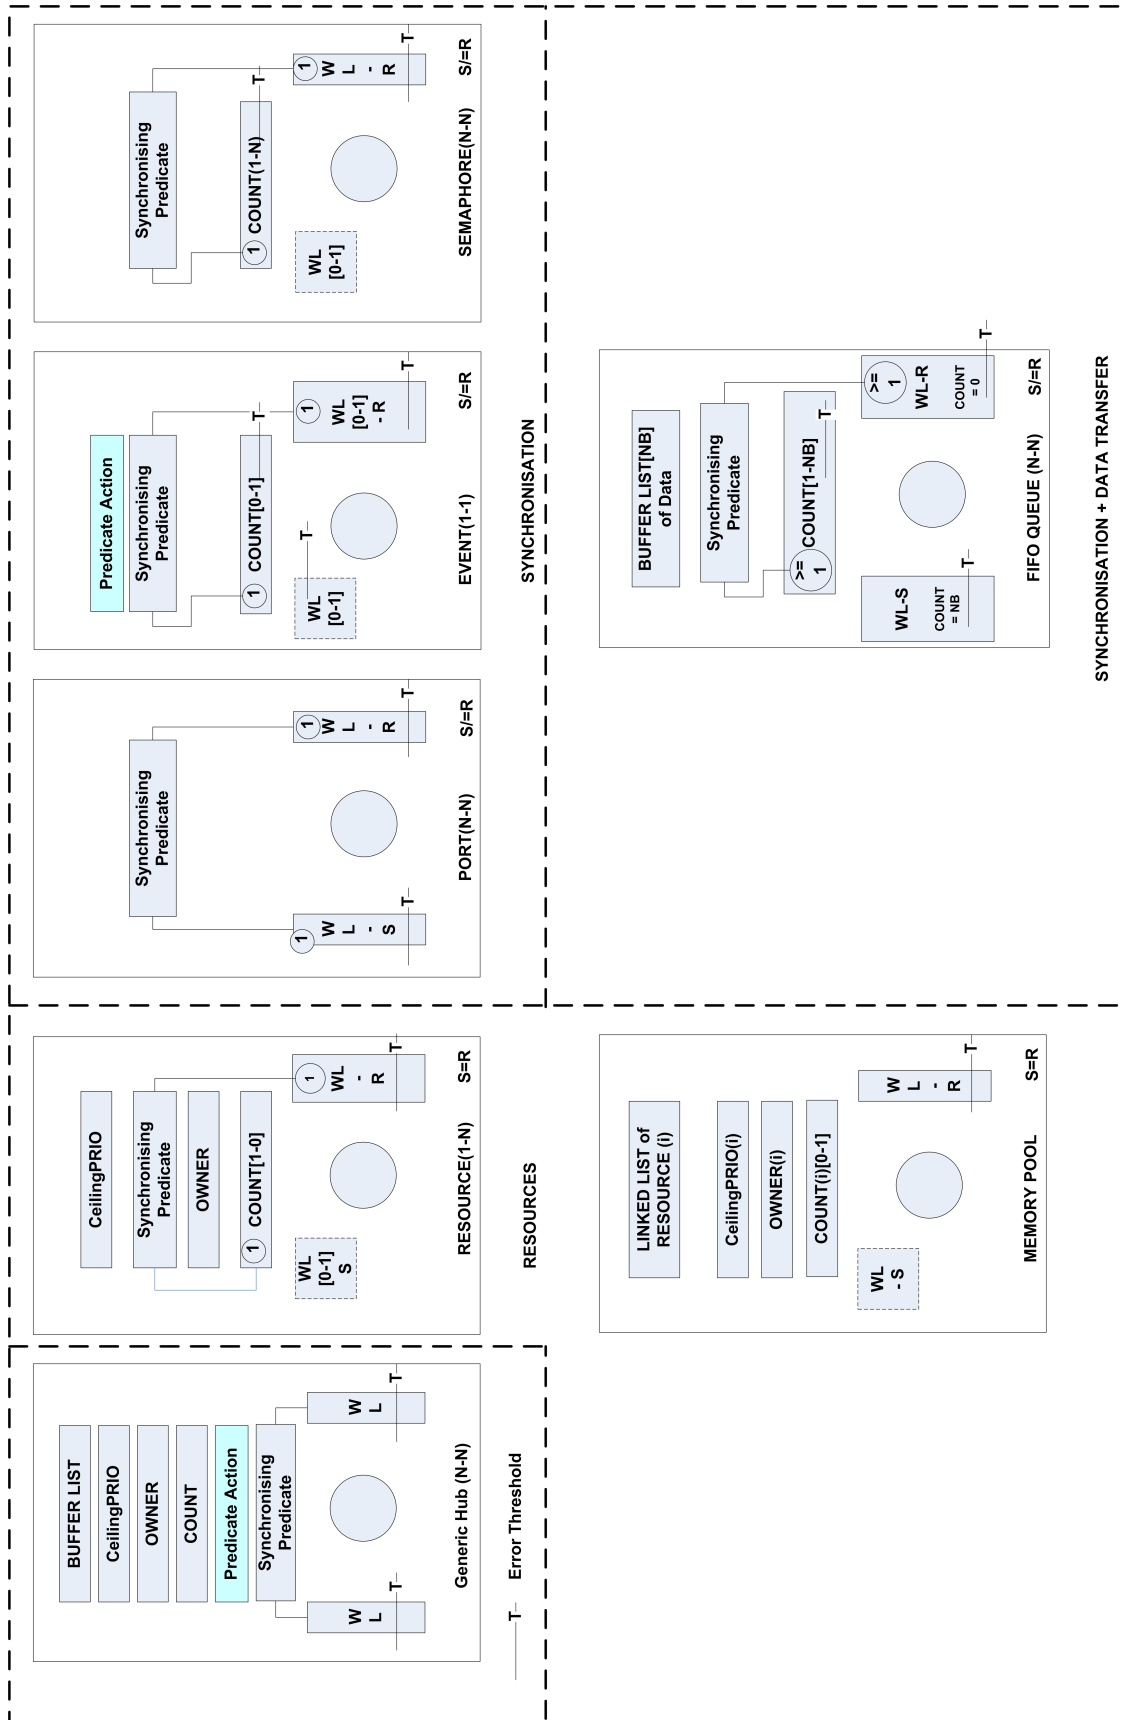 BUFFER LIST
CeilingPRIO
OWNER
COUNT
Predicate Action
Synchronising
Predicate
W
L
T
W
L
T
Generic Hub (N-N)
T
Error Threshold
CeilingPRIO
Synchronising
Predicate
OWNER
1
COUNT[1-0]
WL
[0-1]
S
1
WL
-
R
T
RESOURCE(1-N)
S=R
RESOURCES
Synchronising
Predicate
1
W
L
-
S
T
1
W
L
-
R
T
PORT(N-N)
S/=R
Predicate Action
Synchronising
Predicate
1
COUNT[0-1]
T
WL
[0-1]
T
1
WL
[0-1]
- R
T
EVENT(1-1)
S/=R
SYNCHRONISATION
Synchronising
Predicate
1
COUNT(1-N)
T
WL
[0-1]
1
W
L
-
R
T
SEMAPHORE(N-N)
S/=R
LINKED LIST of
RESOURCE (i)
CeilingPRIO(i)
OWNER(i)
COUNT(i)[0-1]
WL
- S
W
L
-
R
T
MEMORY POOL
S=R
BUFFER LIST[NB]
of Data
Synchronising
Predicate
>=
1
COUNT[1-NB]
T
WL-S
COUNT
= NB
T
>=
1
WL-R
COUNT
= 0
T
FIFO QUEUE (N-N)
S/=R
SYNCHRONISATION + DATA TRANSFER